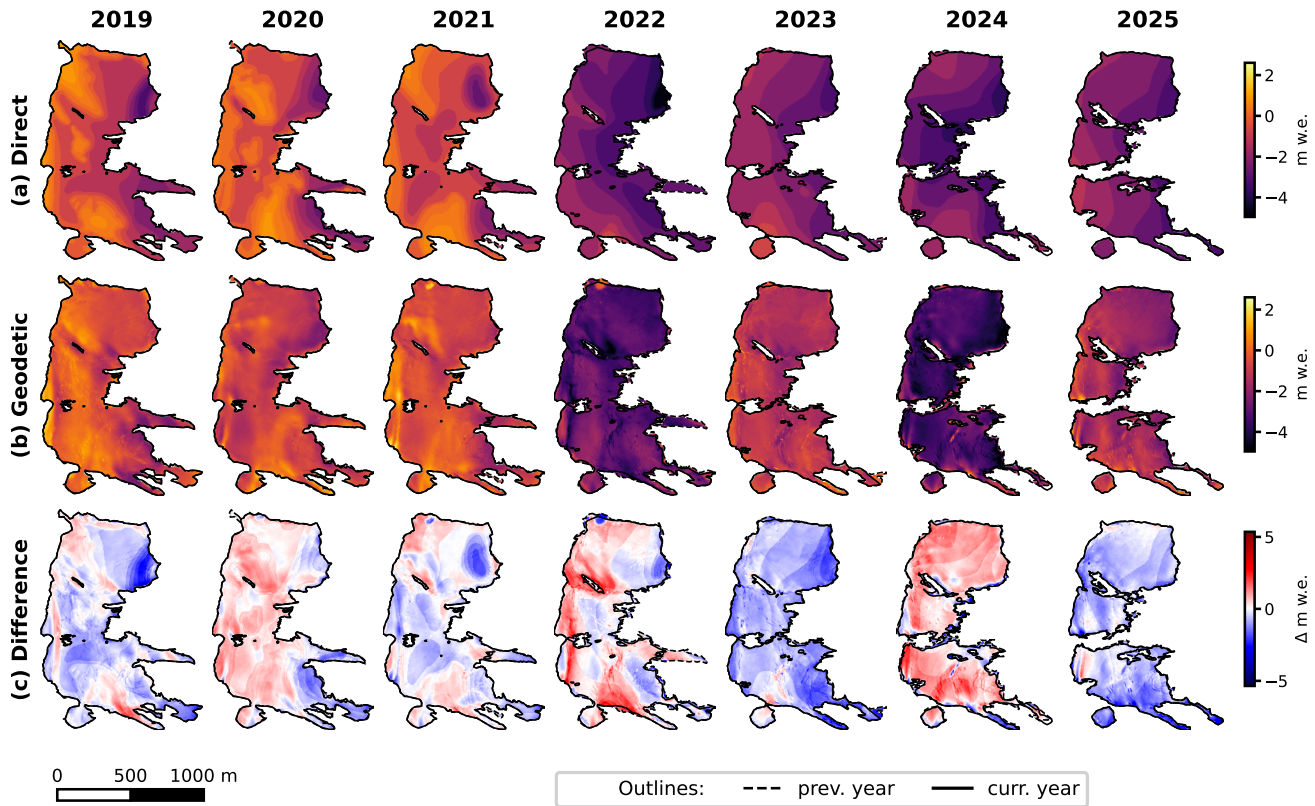 2019 2020 2021 2022 2023 2024 2025
(a) Direct
2
0
−2
−4
m w.e.
(b) Geodetic
2
0
−2
−4
m w.e.
(c) Difference
5
0
−5
Δ m w.e.
0 500 1000 m
Outlines: prev. year curr. year